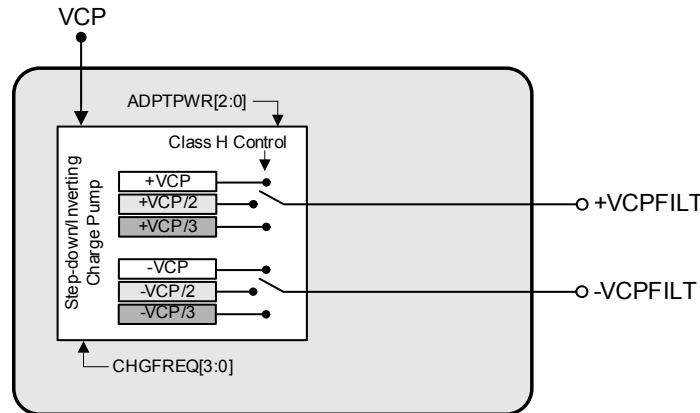 VCP
ADPTPWR[2:0]
Class H Control
Step-down/Inverting
Charge Pump
+VCP
+VCP/2
+VCP/3
-VCP
-VCP/2
-VCP/3
+VCPFILT
-VCPFILT
CHGFREQ[3:0]